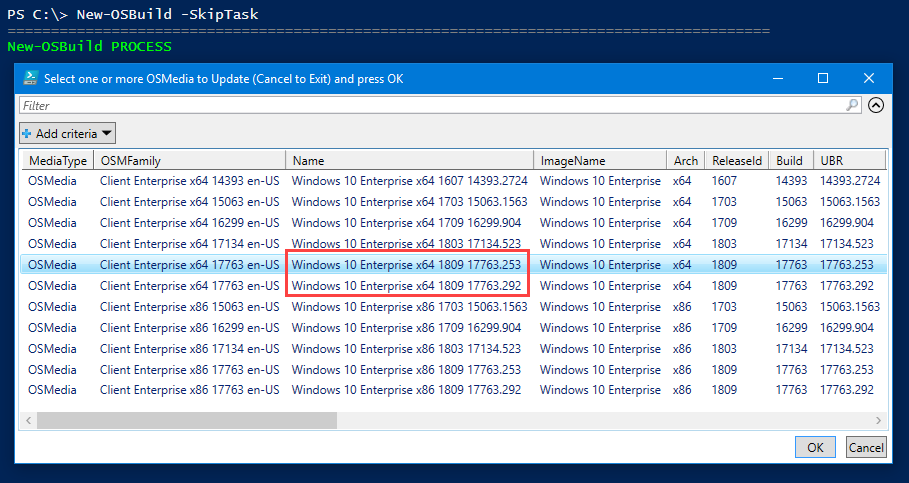 PS C:\> New-OSBuild -SkipTask
================================================================================
New-OSBuild PROCESS
Select one or more OSMedia to Update (Cancel to Exit) and press OK
Filter
Add criteria
MediaType OSMFamily Name ImageName Arch ReleaseId Build UBR
OSMedia Client Enterprise x64 14393 en-US Windows 10 Enterprise x64 1607 14393.2724 Windows 10 Enterprise x64 1607 14393 14393.2724
OSMedia Client Enterprise x64 15063 en-US Windows 10 Enterprise x64 1703 15063.1563 Windows 10 Enterprise x64 1703 15063 15063.1563
OSMedia Client Enterprise x64 16299 en-US Windows 10 Enterprise x64 1709 16299.904 Windows 10 Enterprise x64 1709 16299 16299.904
OSMedia Client Enterprise x64 17134 en-US Windows 10 Enterprise x64 1803 17134.523 Windows 10 Enterprise x64 1803 17134 17134.523
OSMedia Client Enterprise x64 17763 en-US Windows 10 Enterprise x64 1809 17763.253 Windows 10 Enterprise x64 1809 17763 17763.253
OSMedia Client Enterprise x64 17763 en-US Windows 10 Enterprise x64 1809 17763.292 Windows 10 Enterprise x64 1809 17763 17763.292
OSMedia Client Enterprise x86 15063 en-US Windows 10 Enterprise x86 1703 15063.1563 Windows 10 Enterprise x86 1703 15063 15063.1563
OSMedia Client Enterprise x86 16299 en-US Windows 10 Enterprise x86 1709 16299.904 Windows 10 Enterprise x86 1709 16299 16299.904
OSMedia Client Enterprise x86 17134 en-US Windows 10 Enterprise x86 1803 17134.523 Windows 10 Enterprise x86 1803 17134 17134.523
OSMedia Client Enterprise x86 17763 en-US Windows 10 Enterprise x86 1809 17763.253 Windows 10 Enterprise x86 1809 17763 17763.253
OSMedia Client Enterprise x86 17763 en-US Windows 10 Enterprise x86 1809 17763.292 Windows 10 Enterprise x86 1809 17763 17763.292
OK Cancel